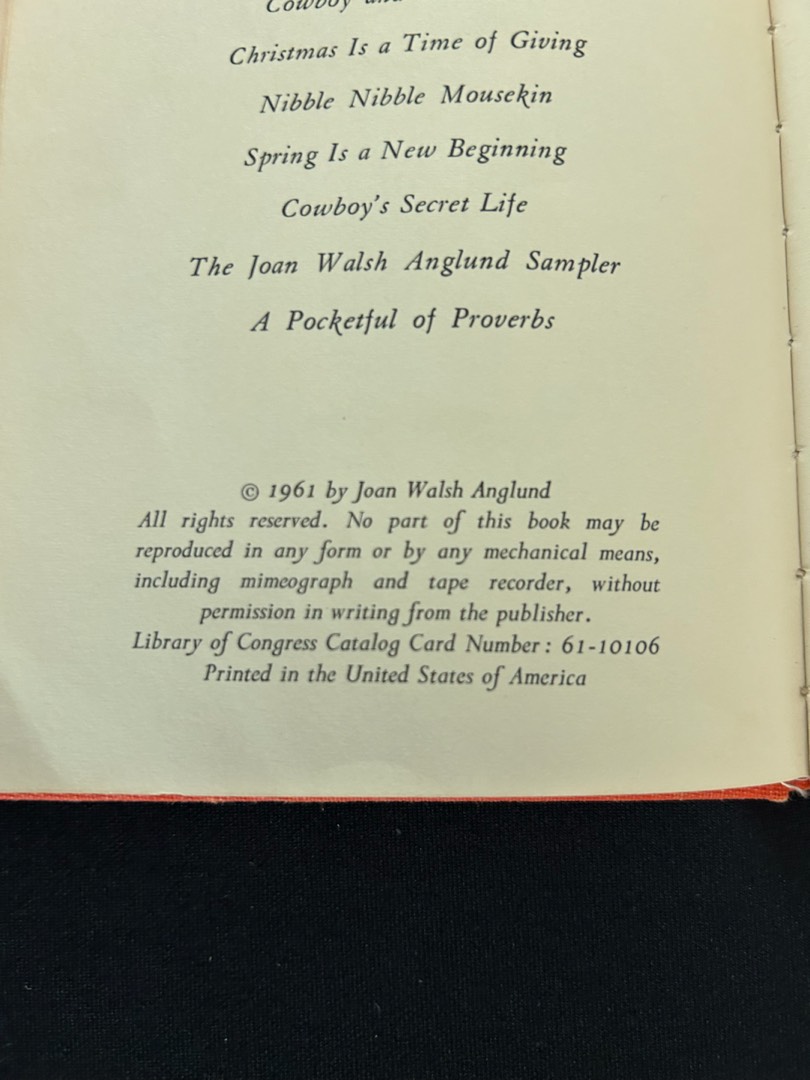 Cowboy and
Christmas Is a Time of Giving
Nibble Nibble Mousekin
Spring Is a New Beginning
Cowboy's Secret Life
The Joan Walsh Anglund Sampler
A Pocketful of Proverbs
© 1961 by Joan Walsh Anglund
All rights reserved. No part of this book may be
reproduced in any form or by any mechanical means,
including mimeograph and tape recorder, without
permission in writing from the publisher.
Library of Congress Catalog Card Number: 61-10106
Printed in the United States of America